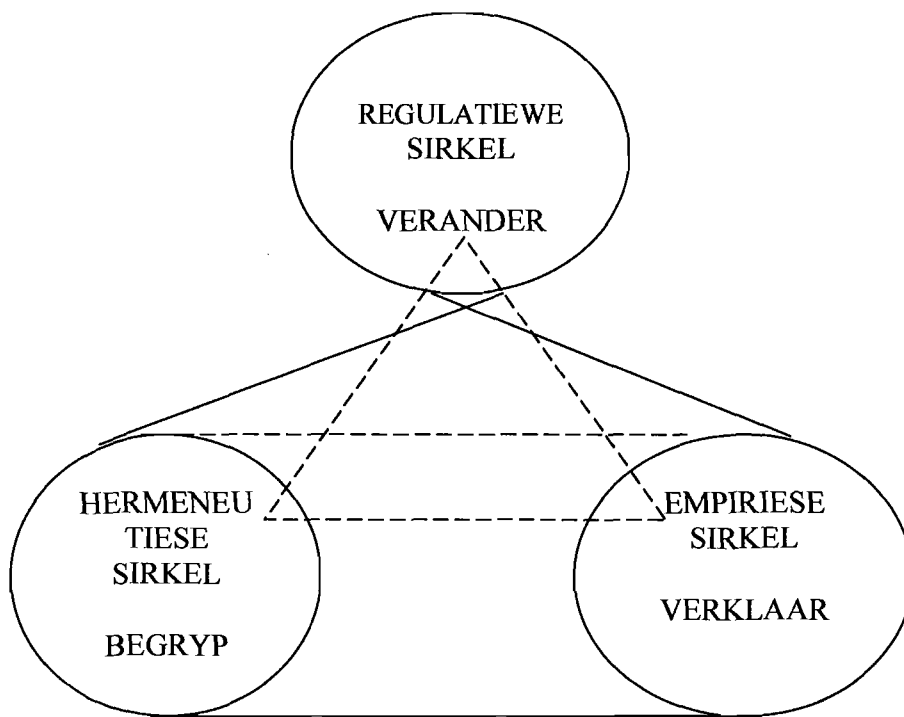 REGULATIEWE
SIRKEL
VERANDER
HERMENEU
TIESE
SIRKEL
BEGRYP
EMPIRIESE
SIRKEL
VERKLAAR